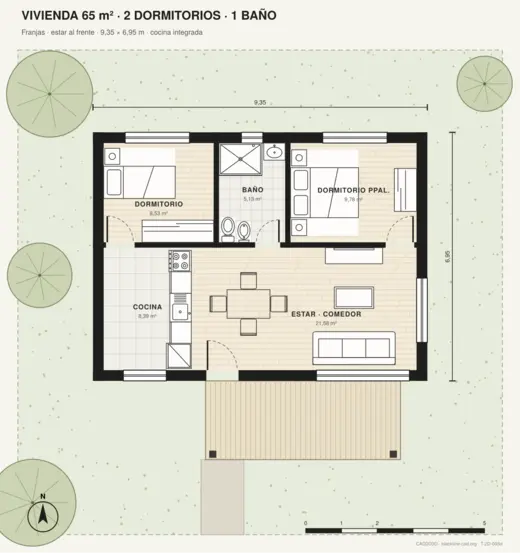 VIVIENDA 65 m² · 2 DORMITORIOS · 1 BAÑO
Franjas · estar al frente · 9,35 × 6,95 m · cocina integrada
9,35
BAÑO
5,15 m²
DORMITORIO PPAL.
9,78 m²
DORMITORIO
8,53 m²
6,95
COCINA
8,39 m²
ESTAR · COMEDOR
21,98 m²
N
0 1 2 5